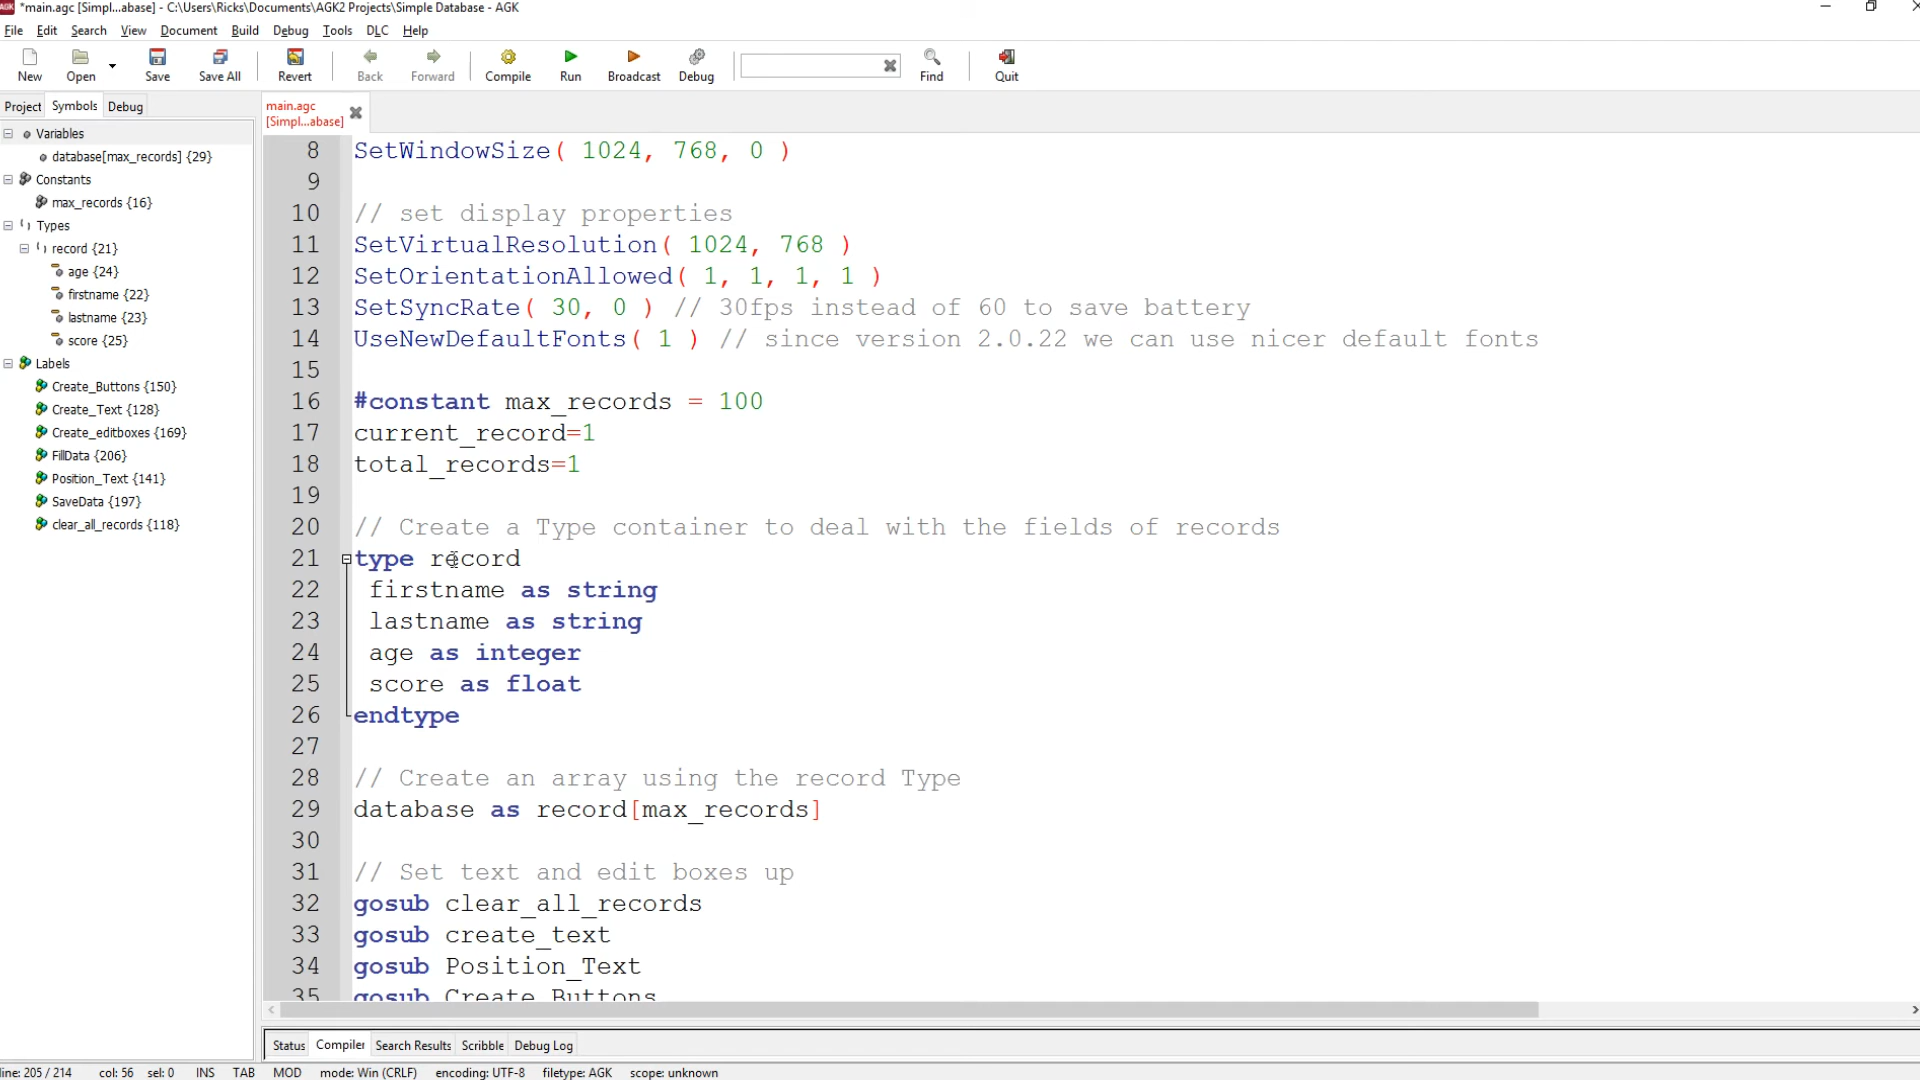 *main.agc [Simpl...abase] - C:\Users\Ricks\Documents\AGK2 Projects\Simple Database - AGK
File Edit Search View Document Build Debug Tools DLC Help
New Open Save Save All Revert Back Forward Compile Run Broadcast Debug Find Quit
Project Symbols Debug
Variables
database[max_records] {29}
Constants
max_records {16}
Types
record {21}
age {24}
firstname {22}
lastname {23}
score {25}
Labels
Create_Buttons {150}
Create_Text {128}
Create_editboxes {169}
FillData {206}
Position_Text {141}
SaveData {197}
clear_all_records {118}
main.agc
[Simpl...abase]
8 SetWindowSize( 1024, 768, 0 )
9
10 // set display properties
11 SetVirtualResolution( 1024, 768 )
12 SetOrientationAllowed( 1, 1, 1, 1 )
13 SetSyncRate( 30, 0 ) // 30fps instead of 60 to save battery
14 UseNewDefaultFonts( 1 ) // since version 2.0.22 we can use nicer default fonts
15
16 #constant max_records = 100
17 current_record=1
18 total_records=1
19
20 // Create a Type container to deal with the fields of records
21 type record
22 firstname as string
23 lastname as string
24 age as integer
25 score as float
26 endtype
27
28 // Create an array using the record Type
29 database as record[max_records]
30
31 // Set text and edit boxes up
32 gosub clear_all_records
33 gosub create_text
34 gosub Position_Text
35 gosub Create_Buttons
Status Compiler Search Results Scribble Debug Log
line: 205 / 214 col: 56 sel: 0 INS TAB MOD mode: Win (CRLF) encoding: UTF-8 filetype: AGK scope: unknown